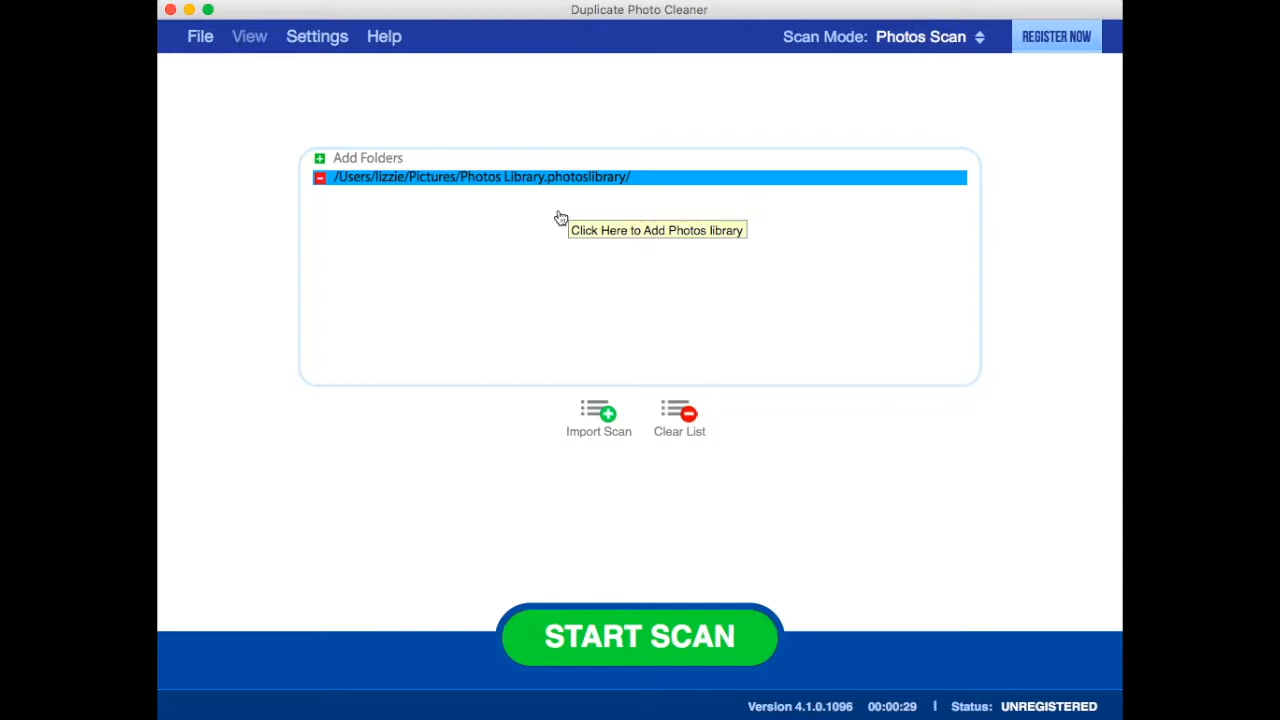 Duplicate Photo Cleaner
File View Settings Help Scan Mode: Photos Scan REGISTER NOW
Add Folders
/Users/lizzie/Pictures/Photos Library.photoslibrary/
Click Here to Add Photos library
Import Scan Clear List
START SCAN
Version 4.1.0.1096 00:00:29 | Status: UNREGISTERED